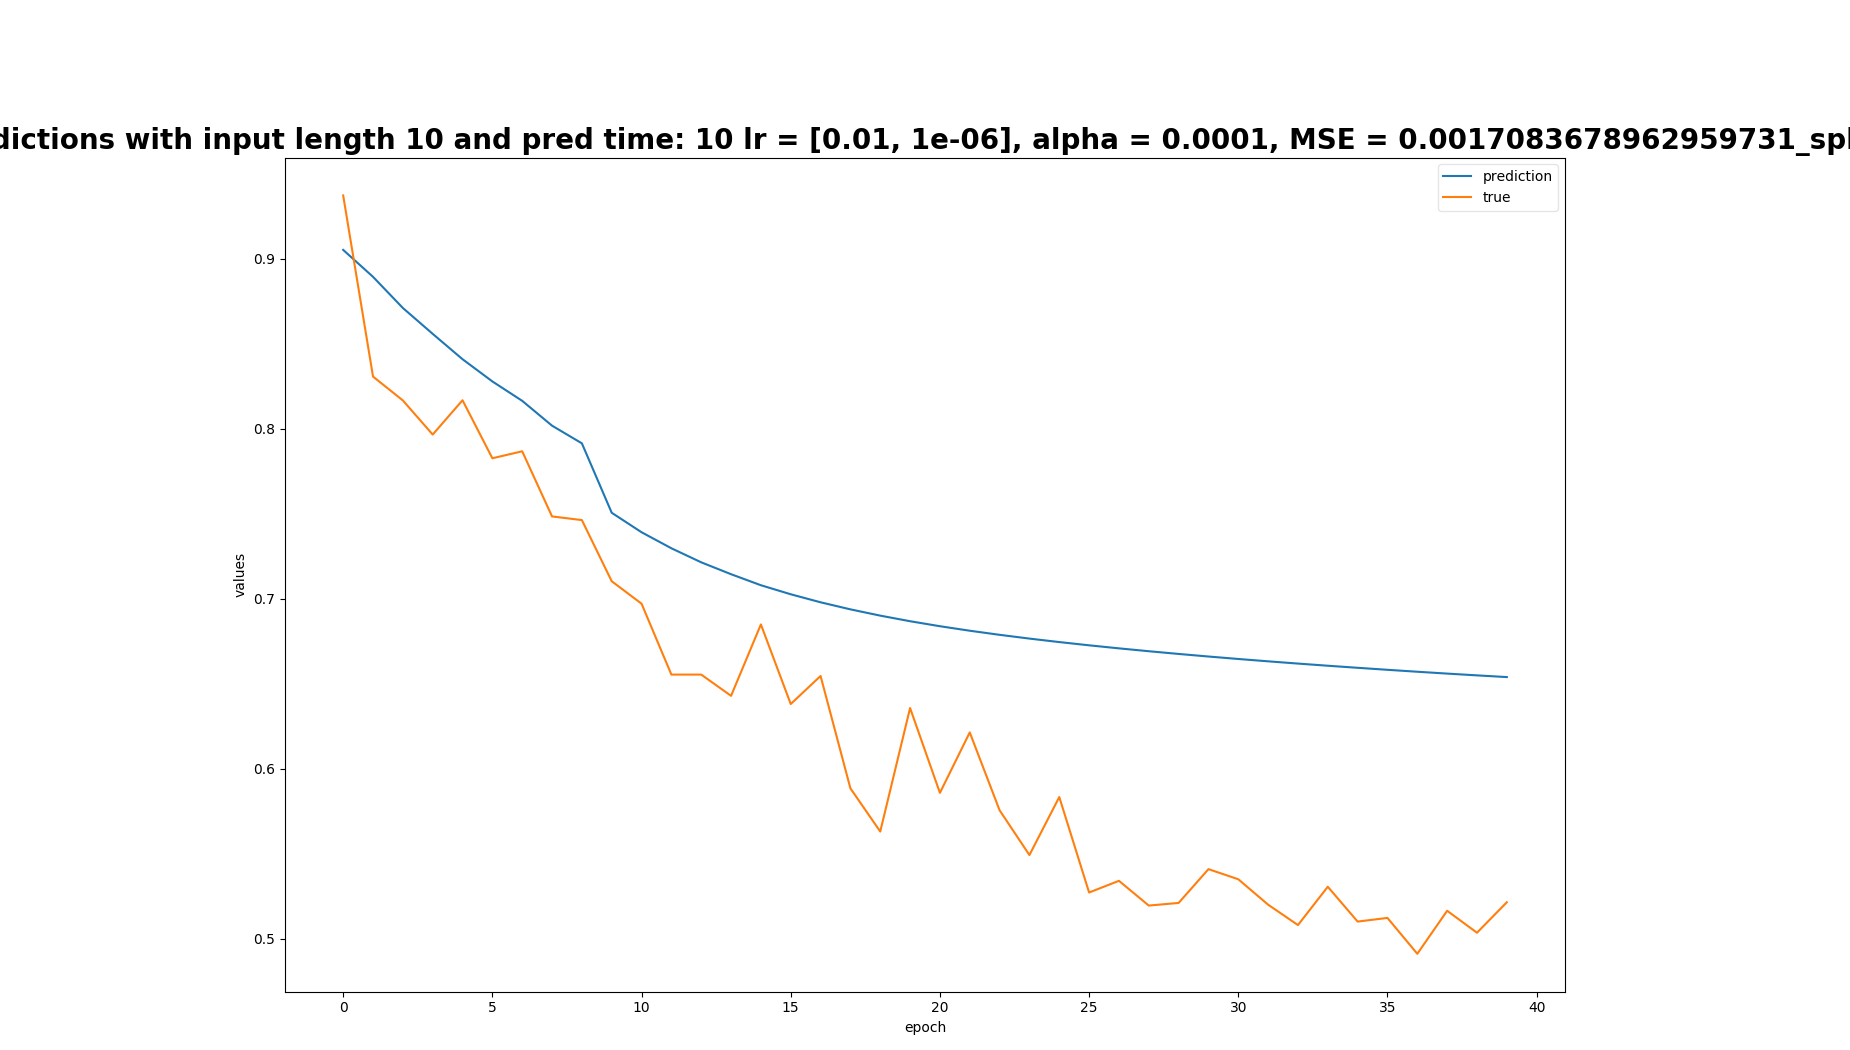 dictions with input length 10 and pred time: 10 lr = [0.01, 1e-06], alpha = 0.0001, MSE = 0.0017083678962959731_spl
prediction
true
0.9
0.8
0.7
0.6
0.5
values
0 5 10 15 20 25 30 35 40
epoch